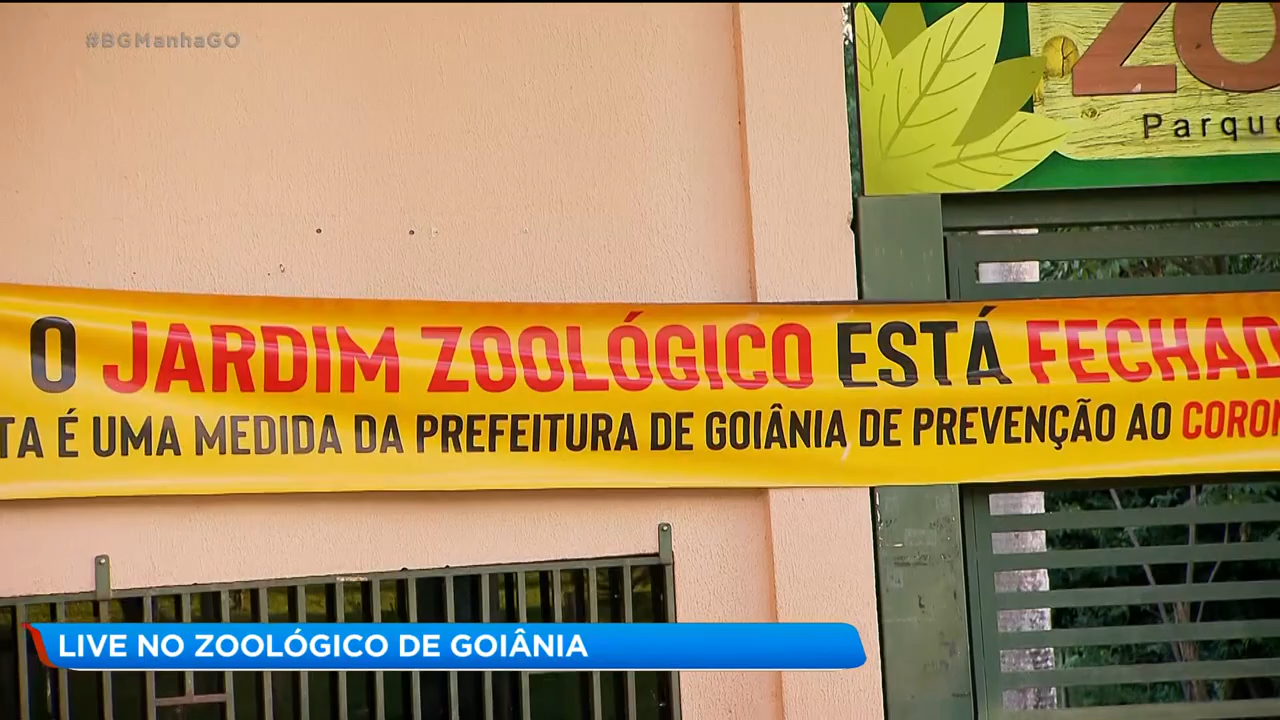 #BGManhaGO
ZO
Parque
O JARDIM ZOOLÓGICO ESTÁ FECHAD
TA É UMA MEDIDA DA PREFEITURA DE GOIÂNIA DE PREVENÇÃO AO CORON
LIVE NO ZOOLÓGICO DE GOIÂNIA